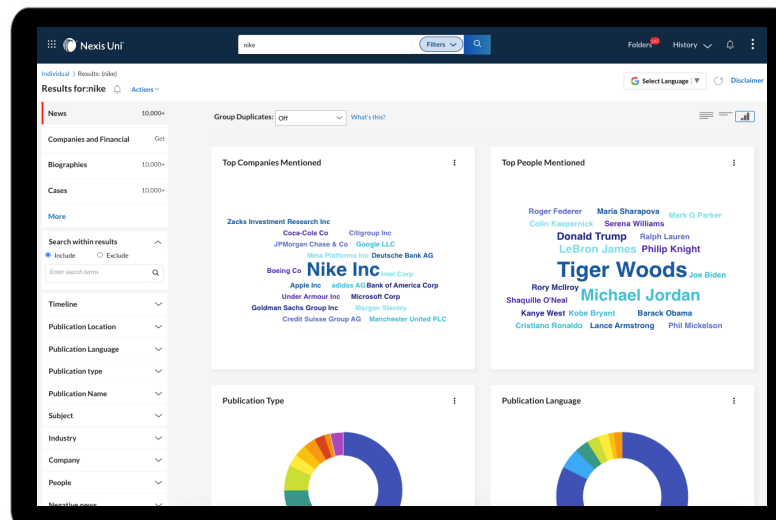 Nexis Uni®
nike
Filters
Folders
History
Individual > Results: (nike)
Results for:nike
Actions
Select Language
Disclaimer
News 10,000+
Companies and Financial Get
Biographies 10,000+
Cases 10,000+
More
Search within results
Include Exclude
Enter search terms
Timeline
Publication Location
Publication Language
Publication type
Publication Name
Subject
Industry
Company
People
Negative news
Group Duplicates: Off What's this?
Top Companies Mentioned
Zacks Investment Research Inc
Coca-Cola Co Citigroup Inc
JPMorgan Chase & Co Google LLC
Meta Platforms Inc Deutsche Bank AG
Boeing Co Nike Inc Intel Corp
Apple Inc adidas AG Bank of America Corp
Under Armour Inc Microsoft Corp
Goldman Sachs Group Inc Morgan Stanley
Credit Suisse Group AG Manchester United PLC
Top People Mentioned
Roger Federer Maria Sharapova Mark G Parker
Colin Kaepernick Serena Williams
Donald Trump Ralph Lauren
LeBron James Philip Knight
Tiger Woods Joe Biden
Rory Mcilroy Michael Jordan
Shaquille O'Neal
Kanye West Kobe Bryant Barack Obama
Cristiano Ronaldo Lance Armstrong Phil Mickelson
Publication Type
Publication Language